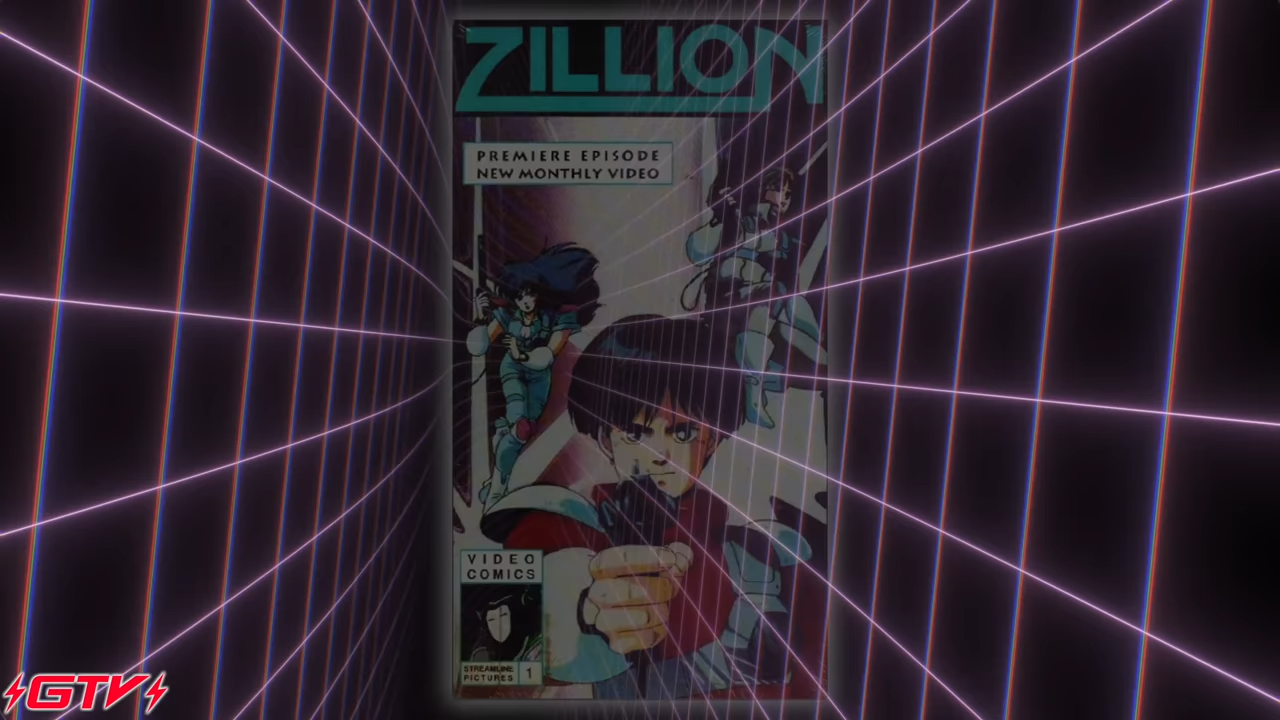 ZILLION
PREMIERE EPISODE
NEW MONTHLY VIDEO
VIDEO
COMICS
STREAMLINE
PICTURES
1
GTV